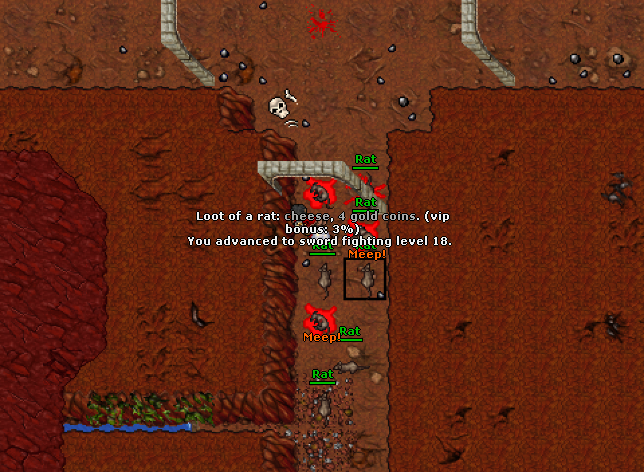 Rat
Rat
Loot of a rat: cheese, 4 gold coins. (vip
bonus: 3%)
You advanced to sword fighting level 18.
Rat
Meep!
Rat
Meep!
Rat